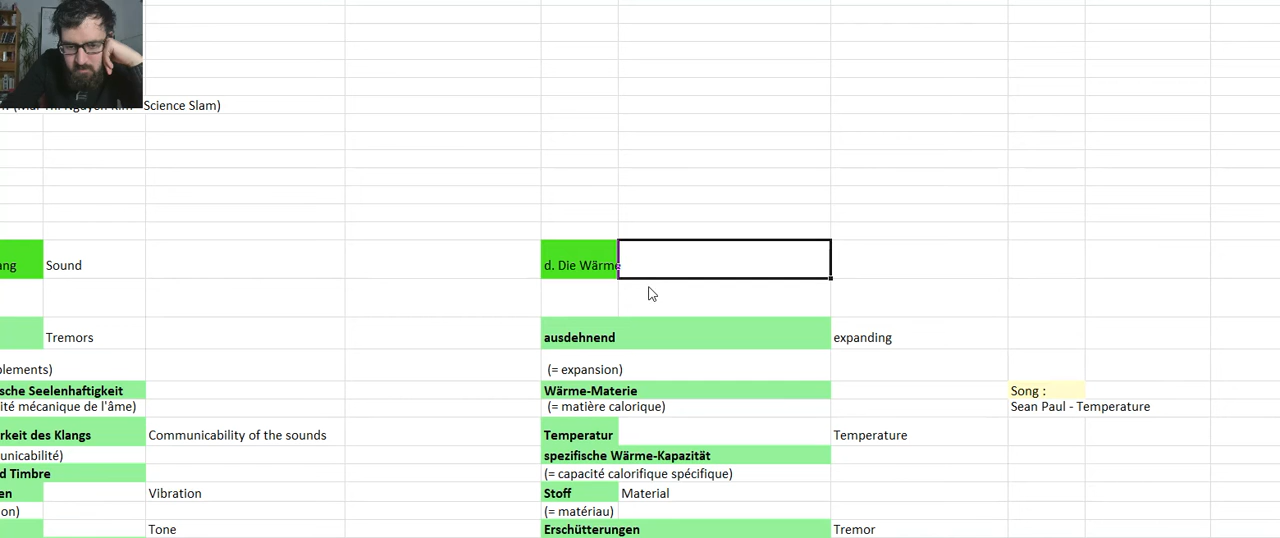 Science Slam)
ang Sound d. Die Wärme
Tremors ausdehnend expanding
plements) (= expansion)
sche Seelenhaftigkeit Wärme-Materie Song :
ité mécanique de l'âme) (= matière calorique) Sean Paul - Temperature
rkeit des Klangs Communicability of the sounds Temperatur Temperature
unicabilité) spezifische Wärme-Kapazität
d Timbre (= capacité calorifique spécifique)
en Vibration Stoff Material
on) (= matériau)
Tone Erschütterungen Tremor